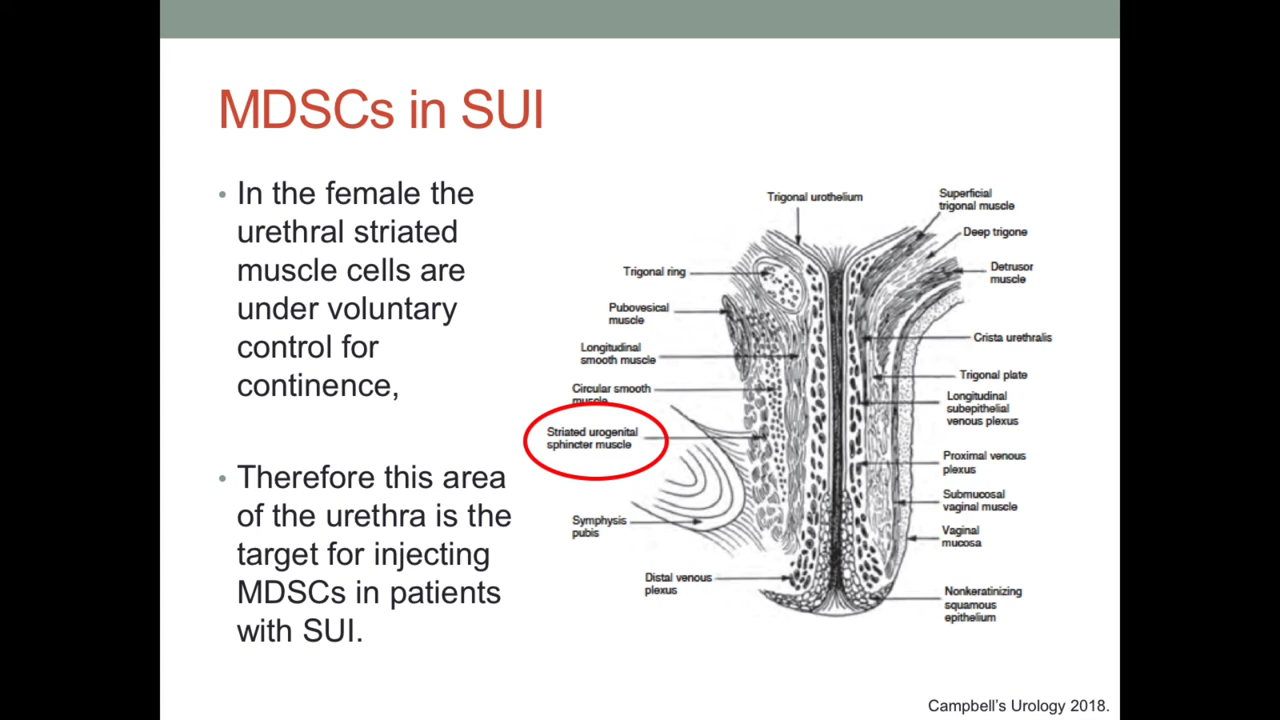 MDSCs in SUI
• In the female the
urethral striated
muscle cells are
under voluntary
control for
continence,
• Therefore this area
of the urethra is the
target for injecting
MDSCs in patients
with SUI.
Trigonal urothelium
Trigonal ring
Pubovesical
muscle
Longitudinal
smooth muscle
Circular smooth
muscle
Striated urogenital
sphincter muscle
Symphysis
pubis
Distal venous
plexus
Superficial
trigonal muscle
Deep trigone
Detrusor
muscle
Crista urethralis
Trigonal plate
Longitudinal
subepithelial
venous plexus
Proximal venous
plexus
Submucosal
vaginal muscle
Vaginal
mucosa
Nonkeratinizing
squamous
epithelium
Campbell's Urology 2018.